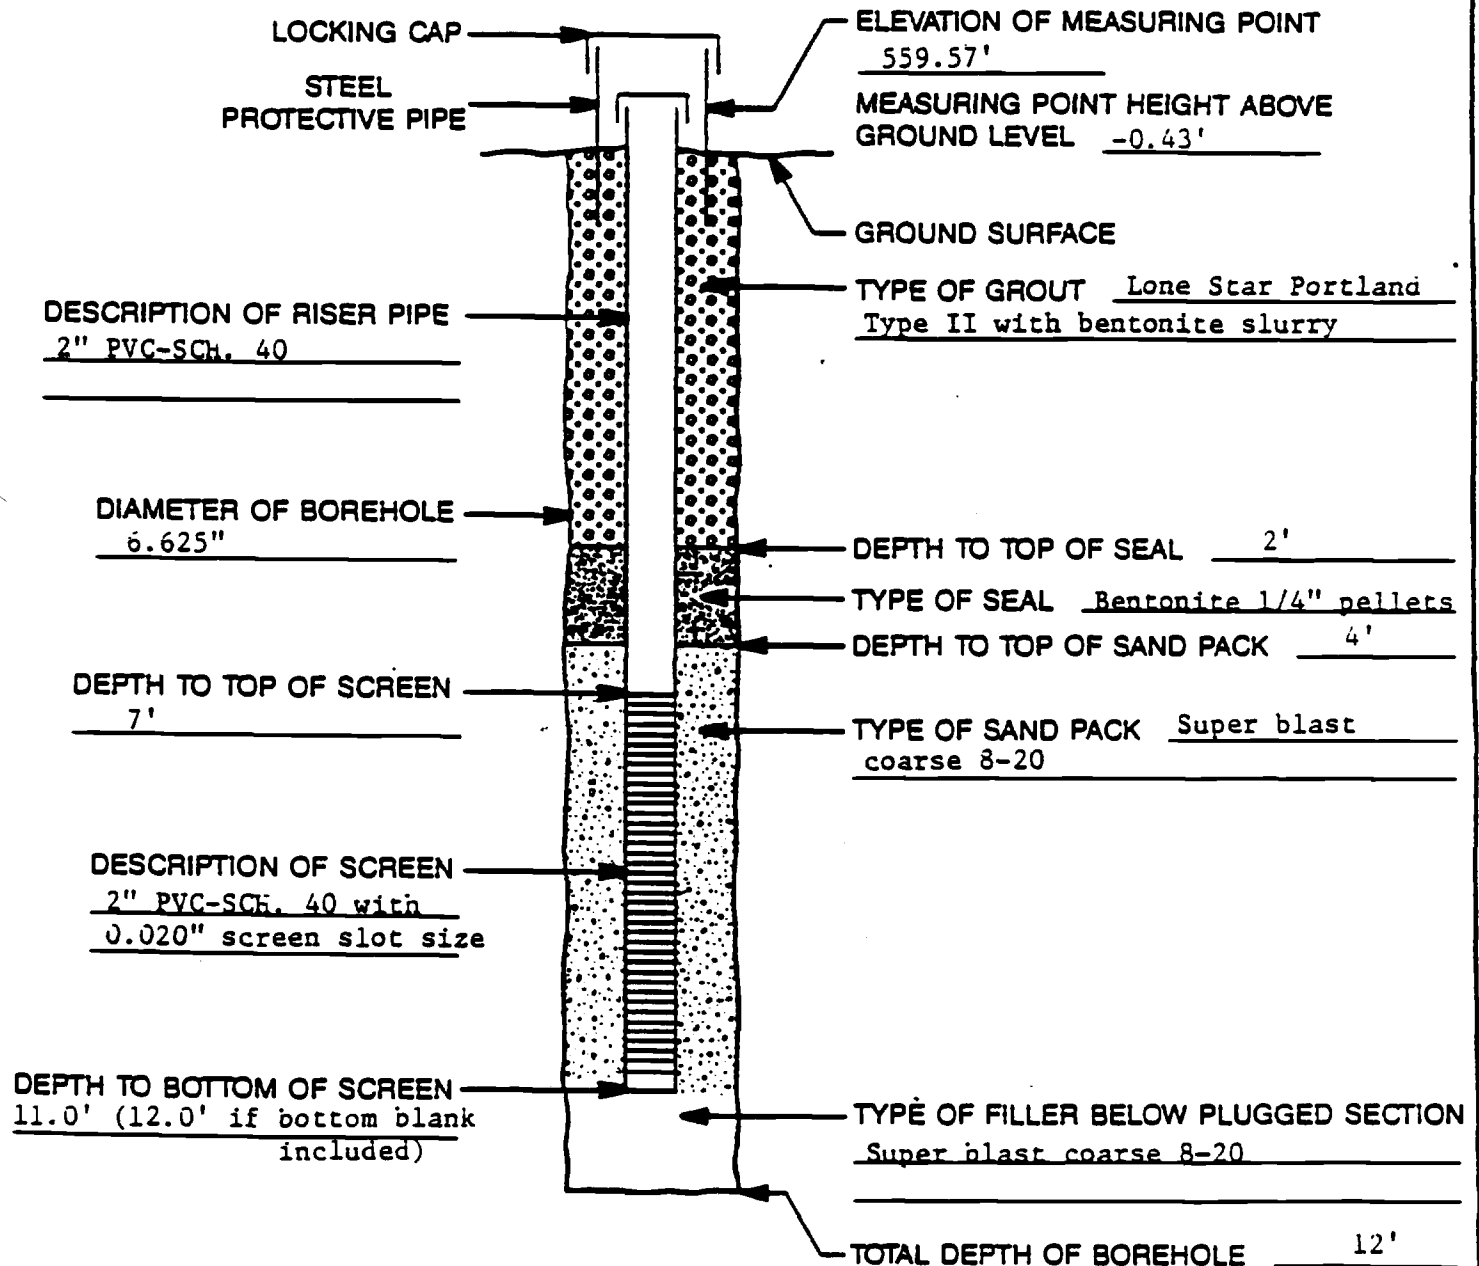 LOCKING CAP
STEEL
PROTECTIVE PIPE
ELEVATION OF MEASURING POINT
559.57'
MEASURING POINT HEIGHT ABOVE
GROUND LEVEL -0.43'
GROUND SURFACE
TYPE OF GROUT Lone Star Portland
Type II with bentonite slurry
DESCRIPTION OF RISER PIPE
2" PVC-SCH. 40
DIAMETER OF BOREHOLE
6.625"
DEPTH TO TOP OF SEAL 2'
TYPE OF SEAL Bentonite 1/4" pellets
DEPTH TO TOP OF SAND PACK 4'
DEPTH TO TOP OF SCREEN
7'
TYPE OF SAND PACK Super blast
coarse 8-20
DESCRIPTION OF SCREEN
2" PVC-SCH. 40 with
0.020" screen slot size
DEPTH TO BOTTOM OF SCREEN
11.0' (12.0' if bottom blank
included)
TYPE OF FILLER BELOW PLUGGED SECTION
Super blast coarse 8-20
TOTAL DEPTH OF BOREHOLE 12'